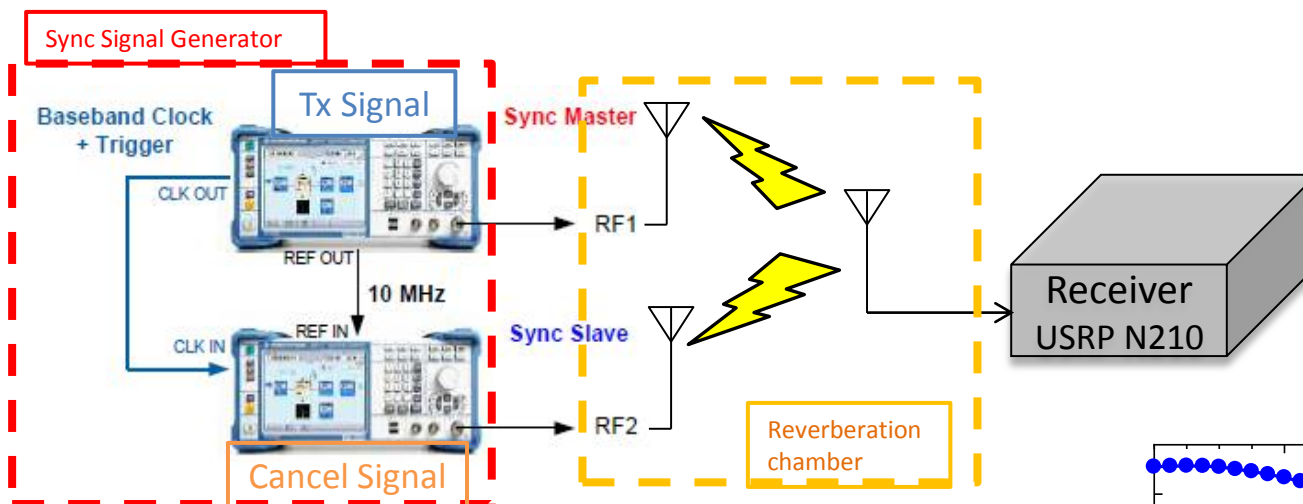 Sync Signal Generator
Tx Signal
Baseband Clock
+ Trigger
Sync Master
CLK OUT
RF1
REF OUT
10 MHz
REF IN
Sync Slave
CLK IN
Receiver
USRP N210
RF2
Reverberation
chamber
Cancel Signal